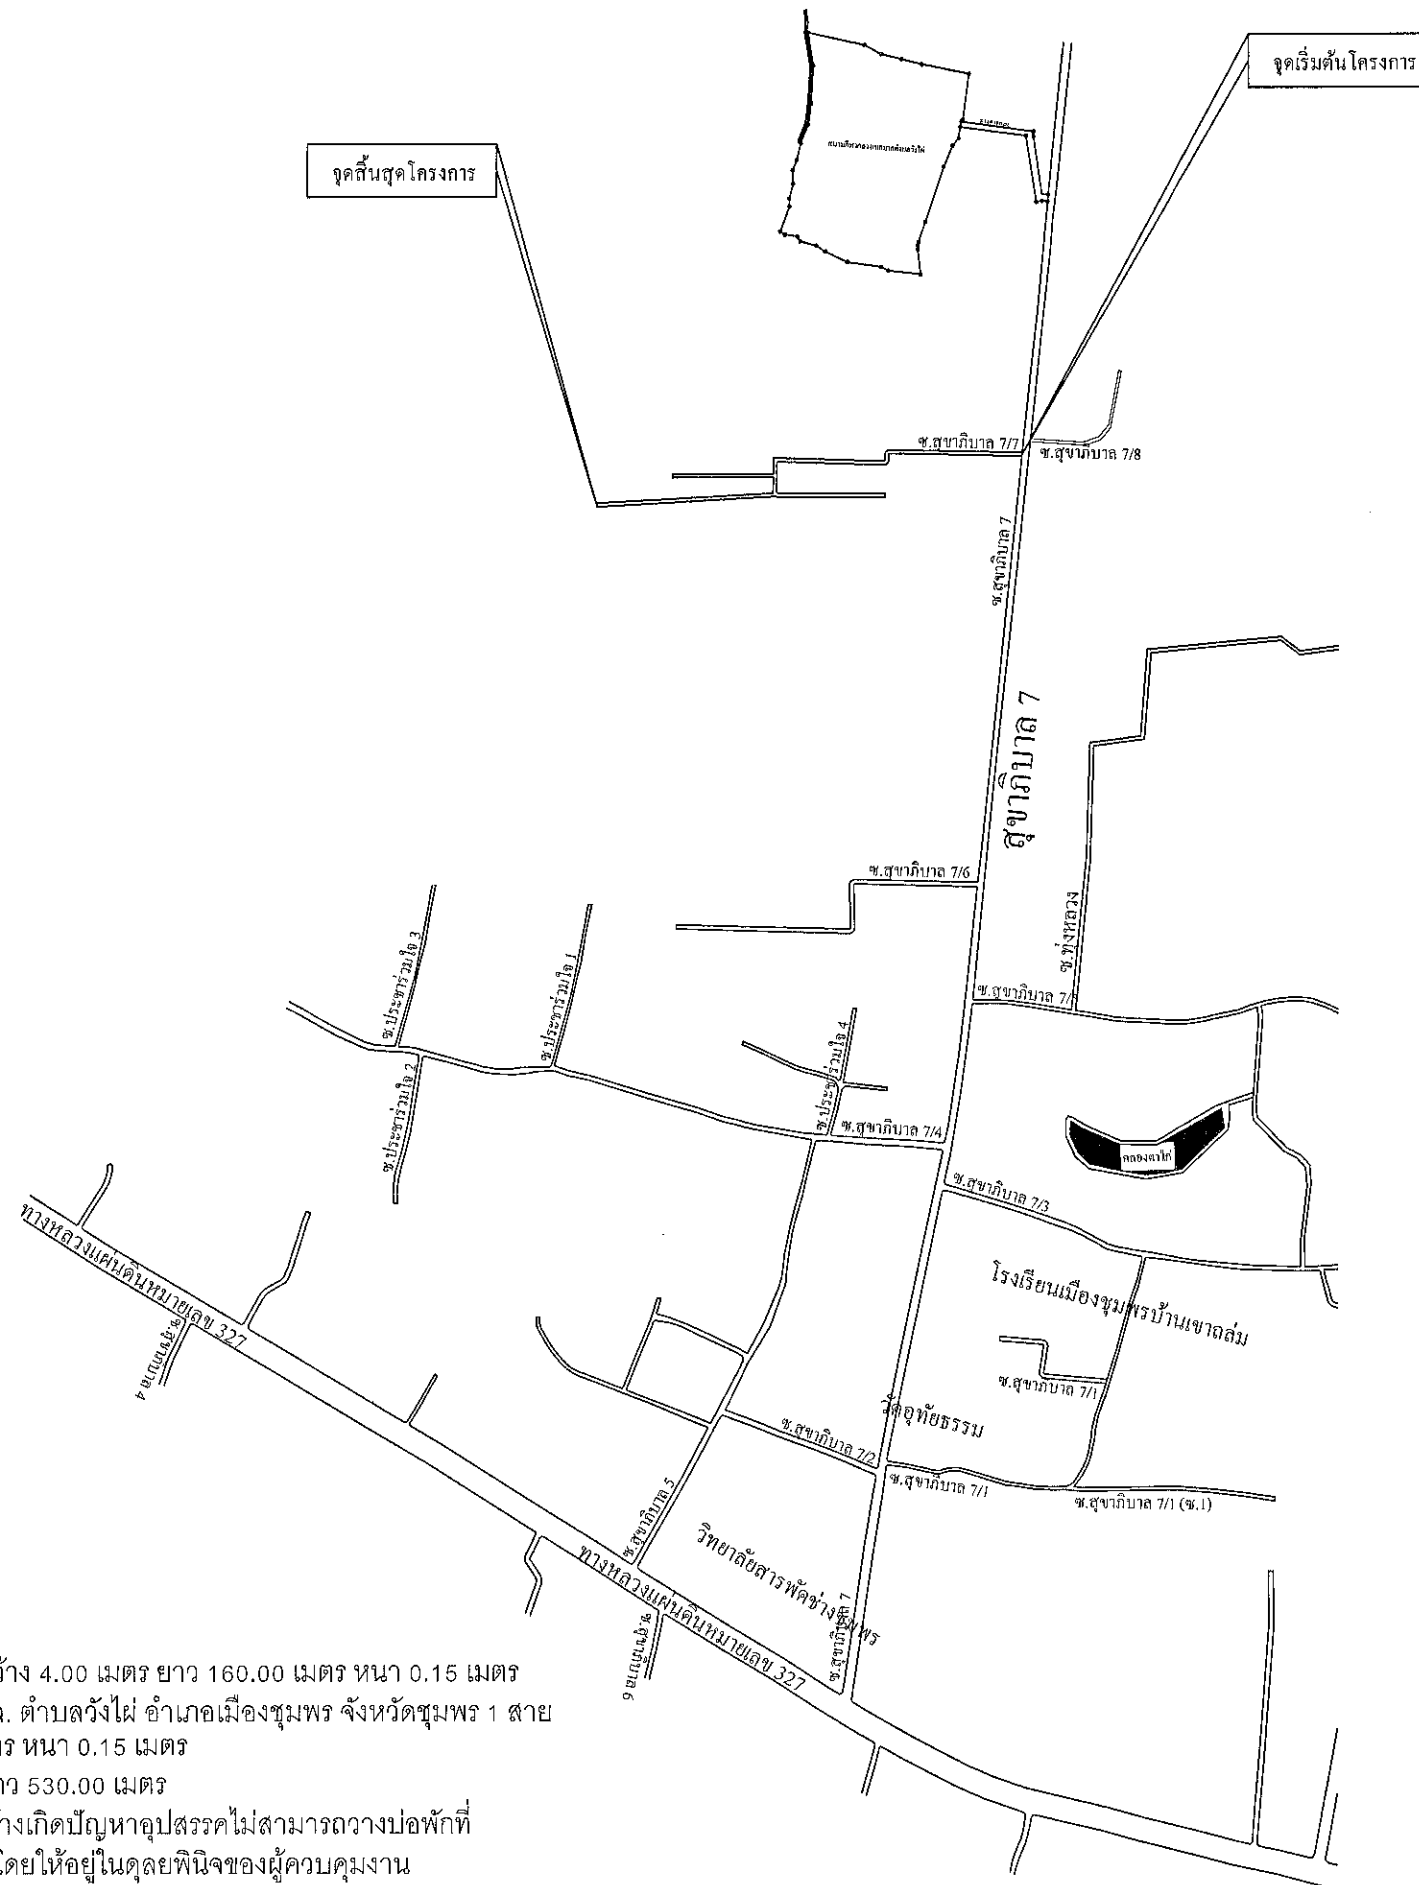 จุดเริ่มต้นโครงการ
จุดสิ้นสุดโครงการ
ซ.สุขาภิบาล 7/7
ซ.สุขาภิบาล 7/8
ซ.สุขาภิบาล 7
สุขาภิบาล 7
ซ.สุขาภิบาล 7/6
ซ.ทุ่งหลวง
ซ.ประชาร่วมใจ 3
ซ.ประชาร่วมใจ 1
ซ.สุขาภิบาล 7/
ซ.ประชาร่วมใจ 4
ซ.ประชาร่วมใจ 2
ซ.สุขาภิบาล 7/4
คลองตาไก่
ซ.สุขาภิบาล 7/3
ทางหลวงแผ่นดินหมายเลข 327
โรงเรียนเมืองชุมพรบ้านเขาถล่ม
ซ.สุขาภิบาล 4
ซ.สุขาภิบาล 7/1
วัดอุทัยธรรม
ซ.สุขาภิบาล 7/2
ซ.สุขาภิบาล 7/1
ซ.สุขาภิบาล 7/1 (ซ.1)
ซ.สุขาภิบาล 5
วิทยาลัยสารพัดช่างชุมพร
ทางหลวงแผ่นดินหมายเลข 327
ซ.สุขาภิบาล 7
ซ.สุขาภิบาล 6
ว้าง 4.00 เมตร ยาว 160.00 เมตร หนา 0.15 เมตร
ตำบลวังไผ่ อำเภอเมืองชุมพร จังหวัดชุมพร 1 สาย
หนา 0.15 เมตร
าว 530.00 เมตร
างเกิดปัญหาอุปสรรคไม่สามารถวางบ่อพักที่
โดยให้อยู่ในดุลยพินิจของผู้ควบคุมงาน